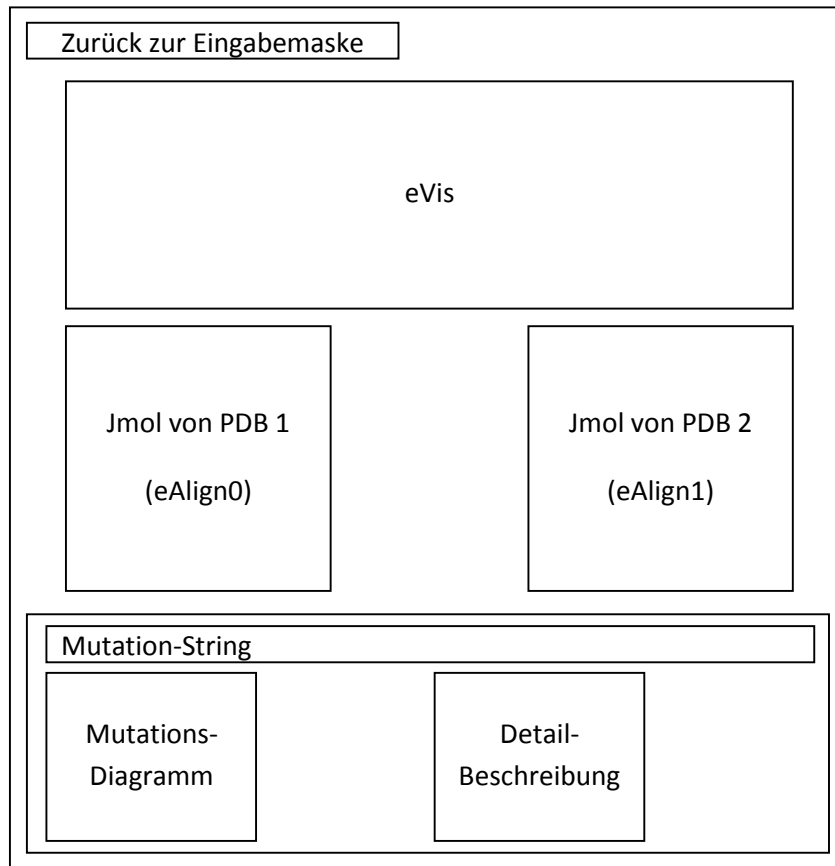 Zurück zur Eingabemaske
eVis
Jmol von PDB 1
(eAlign0)
Jmol von PDB 2
(eAlign1)
Mutation-String
Mutations-
Diagramm
Detail-
Beschreibung